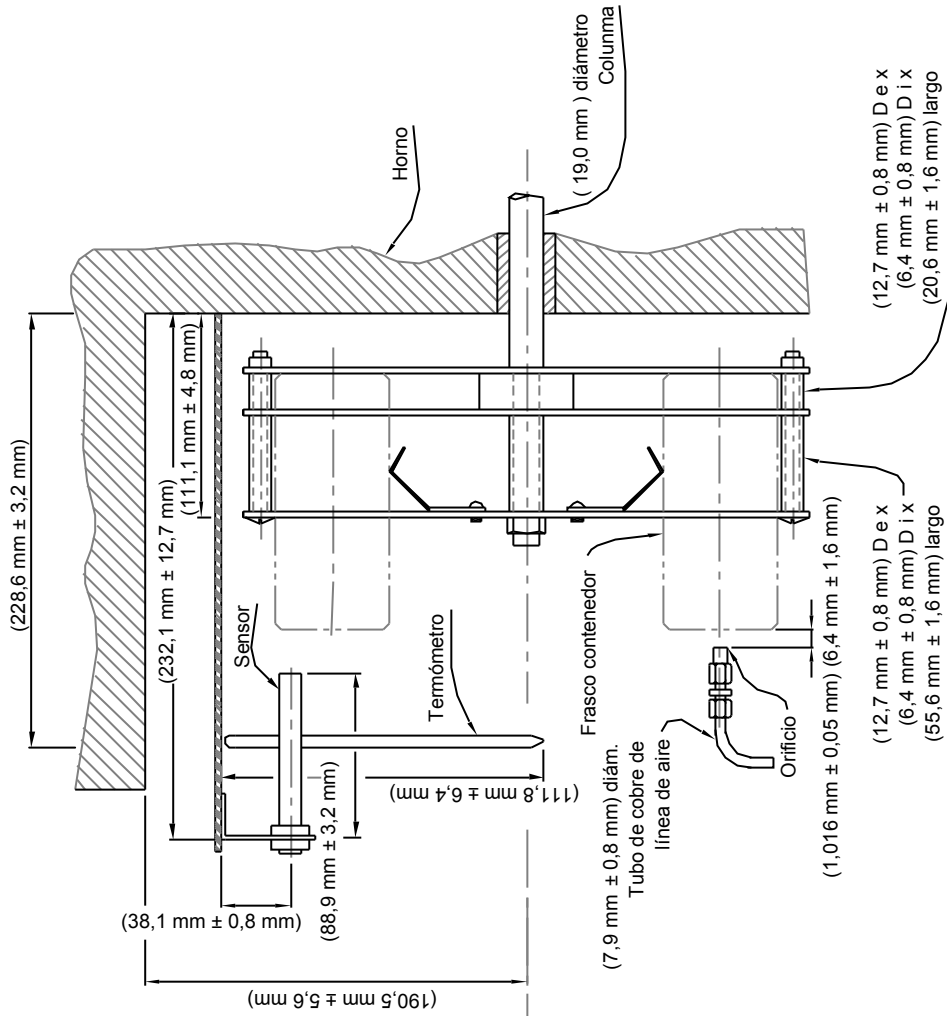 (228,6 mm ± 3,2 mm)
(232,1 mm ± 12,7 mm)
(111,1 mm ± 4,8 mm)
Horno
( 19,0 mm ) diámetro
Colunma
Sensor
Termómetro
(111,8 mm ± 6,4 mm)
(88,9 mm ± 3,2 mm)
(38,1 mm ± 0,8 mm)
(190,5 mm ± 5,6 mm)
Frasco contenedor
(7,9 mm ± 0,8 mm) diám.
Tubo de cobre de
línea de aire
Orificio
(1,016 mm ± 0,05 mm) (6,4 mm ± 1,6 mm)
(12,7 mm ± 0,8 mm) D e x
(6,4 mm ± 0,8 mm) D i x
(55,6 mm ± 1,6 mm) largo
(12,7 mm ± 0,8 mm) D e x
(6,4 mm ± 0,8 mm) D i x
(20,6 mm ± 1,6 mm) largo